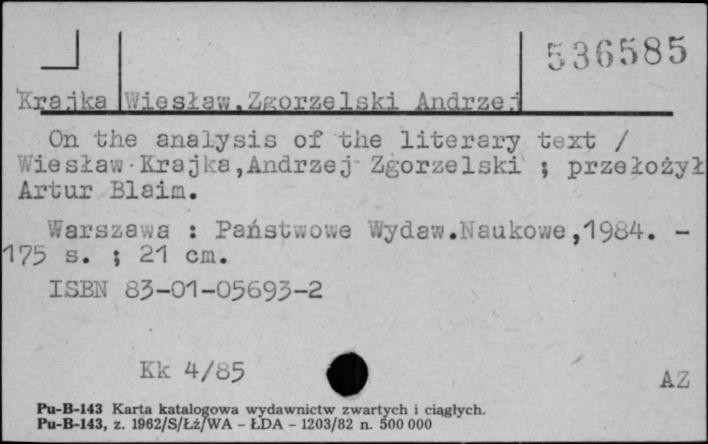 536585
Krajka Wiesław,Zgorzelski Andrzej
On the analysis of the literary text /
Wiesław Krajka,Andrzej Zgorzelski ; przełożył
Artur Blaim.
Warszawa : Państwowe Wydaw.Naukowe,1984. -
175 s. ; 21 cm.
ISBN 83-01-05693-2
Kk 4/85
AZ
Pu-B-143 Karta katalogowa wydawnictw zwartych i ciągłych.
Pu-B-143, z. 1962/S/Łż/WA - ŁDA - 1203/82 n. 500 000